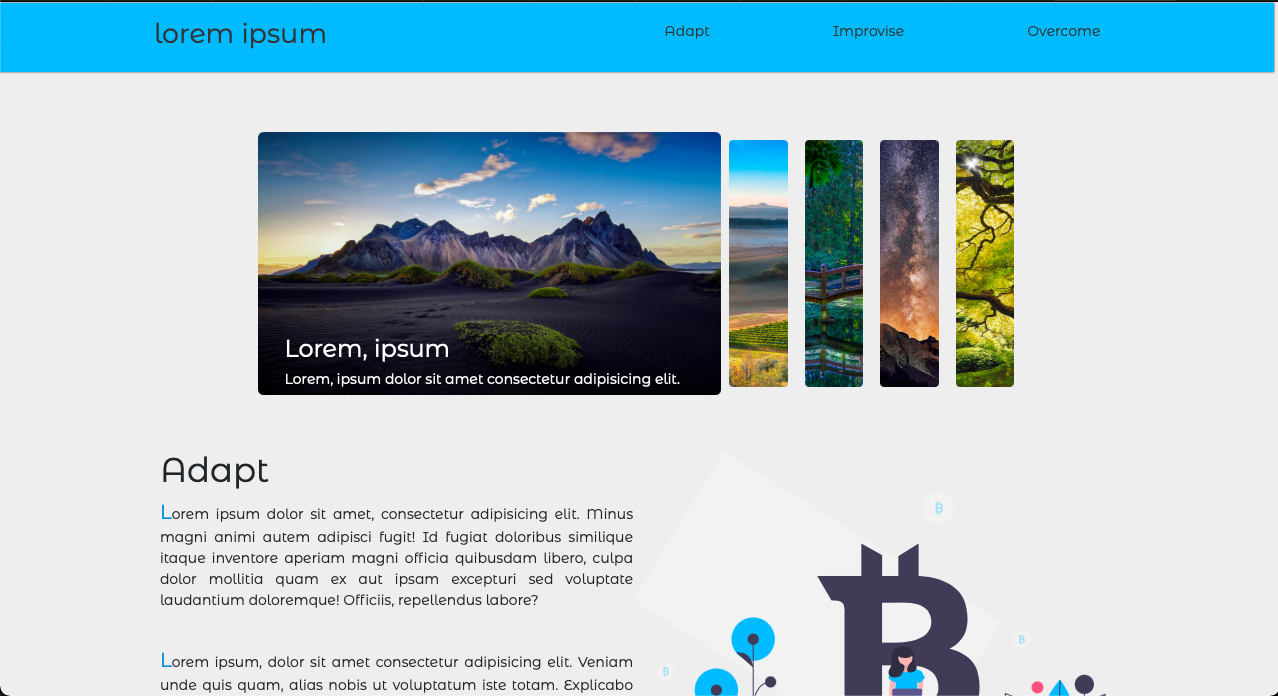 lorem ipsum
Adapt
Improvise
Overcome
Lorem, ipsum
Lorem, ipsum dolor sit amet consectetur adipisicing elit.
Adapt
Lorem ipsum dolor sit amet, consectetur adipisicing elit. Minus
magni animi autem adipisci fugit! Id fugiat doloribus similique
itaque inventore aperiam magni officia quibusdam libero, culpa
dolor mollitia quam ex aut ipsam excepturi sed voluptate
laudantium doloremque! Officiis, repellendus labore?
Lorem ipsum, dolor sit amet consectetur adipisicing elit. Veniam
unde quis quam, alias nobis ut voluptatum iste totam. Explicabo